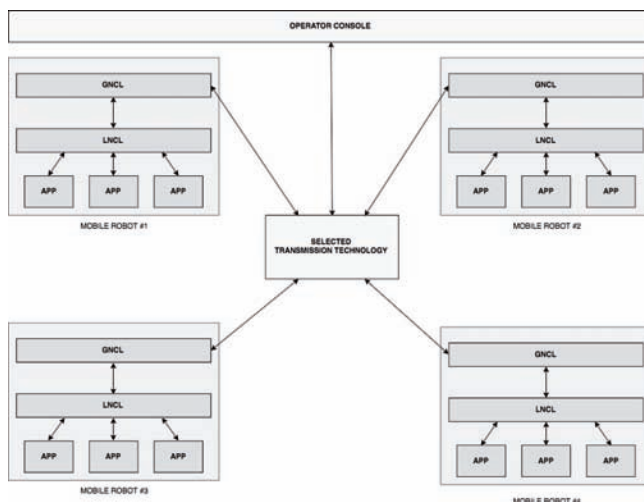 OPERATOR CONSOLE
GNCL
LNCL
APP APP APP
MOBILE ROBOT #1
GNCL
LNCL
APP APP APP
MOBILE ROBOT #2
SELECTED
TRANSMISSION TECHNOLOGY
GNCL
LNCL
APP APP APP
MOBILE ROBOT #3
GNCL
LNCL
APP APP APP
MOBILE ROBOT #4